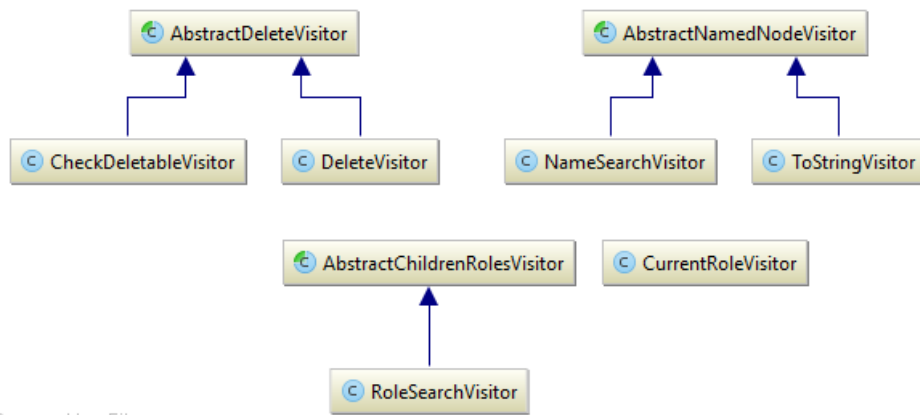 AbstractDeleteVisitor AbstractNamedNodeVisitor
CheckDeletableVisitor DeleteVisitor NameSearchVisitor ToStringVisitor
AbstractChildrenRolesVisitor CurrentRoleVisitor
RoleSearchVisitor